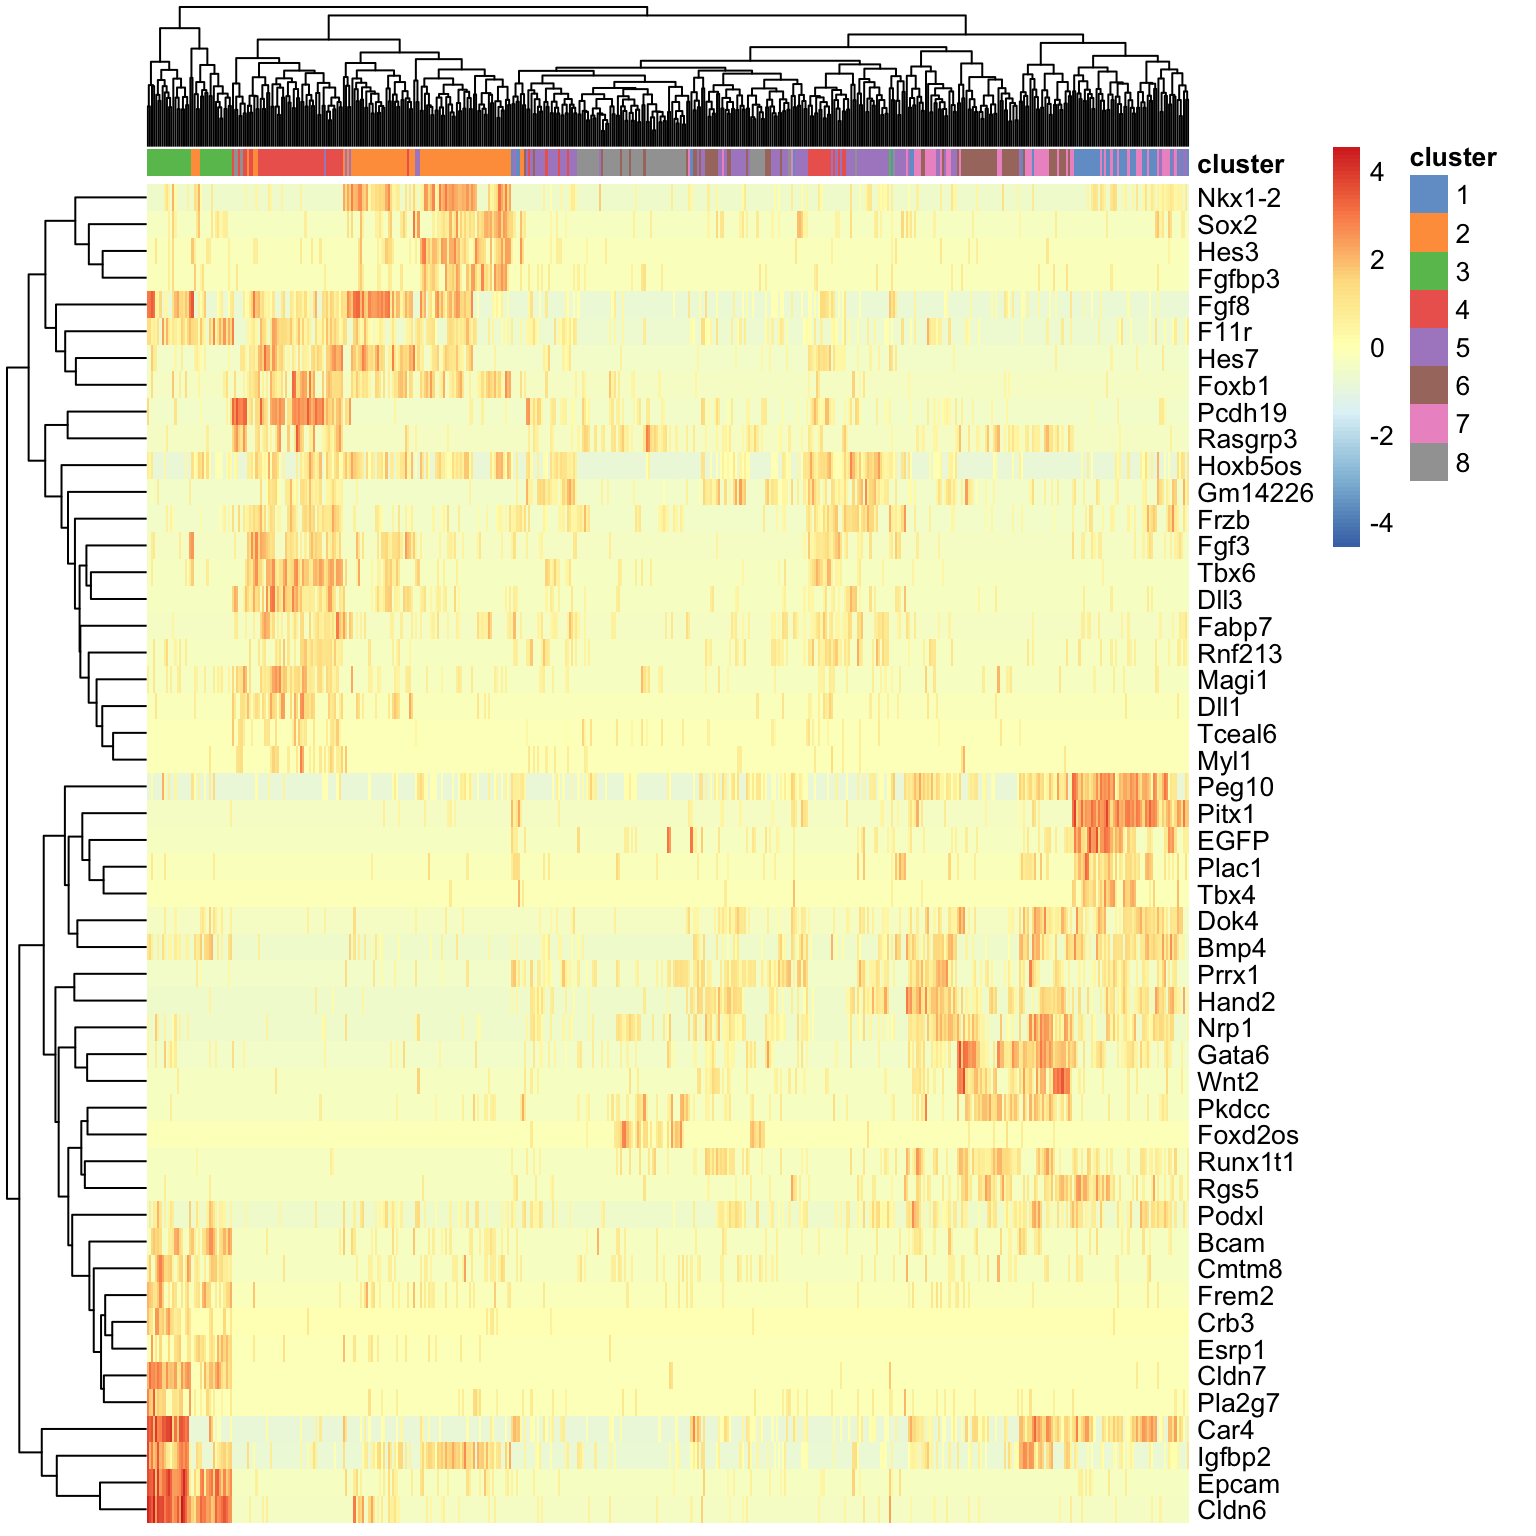 cluster
Nkx1-2
Sox2
Hes3
Fgfbp3
Fgf8
F11r
Hes7
Foxb1
Pcdh19
Rasgrp3
Hoxb5os
Gm14226
Frzb
Fgf3
Tbx6
Dll3
Fabp7
Rnf213
Magi1
Dll1
Tceal6
Myl1
Peg10
Pitx1
EGFP
Plac1
Tbx4
Dok4
Bmp4
Prrx1
Hand2
Nrp1
Gata6
Wnt2
Pkdcc
Foxd2os
Runx1t1
Rgs5
Podxl
Bcam
Cmtm8
Frem2
Crb3
Esrp1
Cldn7
Pla2g7
Car4
Igfbp2
Epcam
Cldn6
4
2
0
-2
-4
cluster
1
2
3
4
5
6
7
8